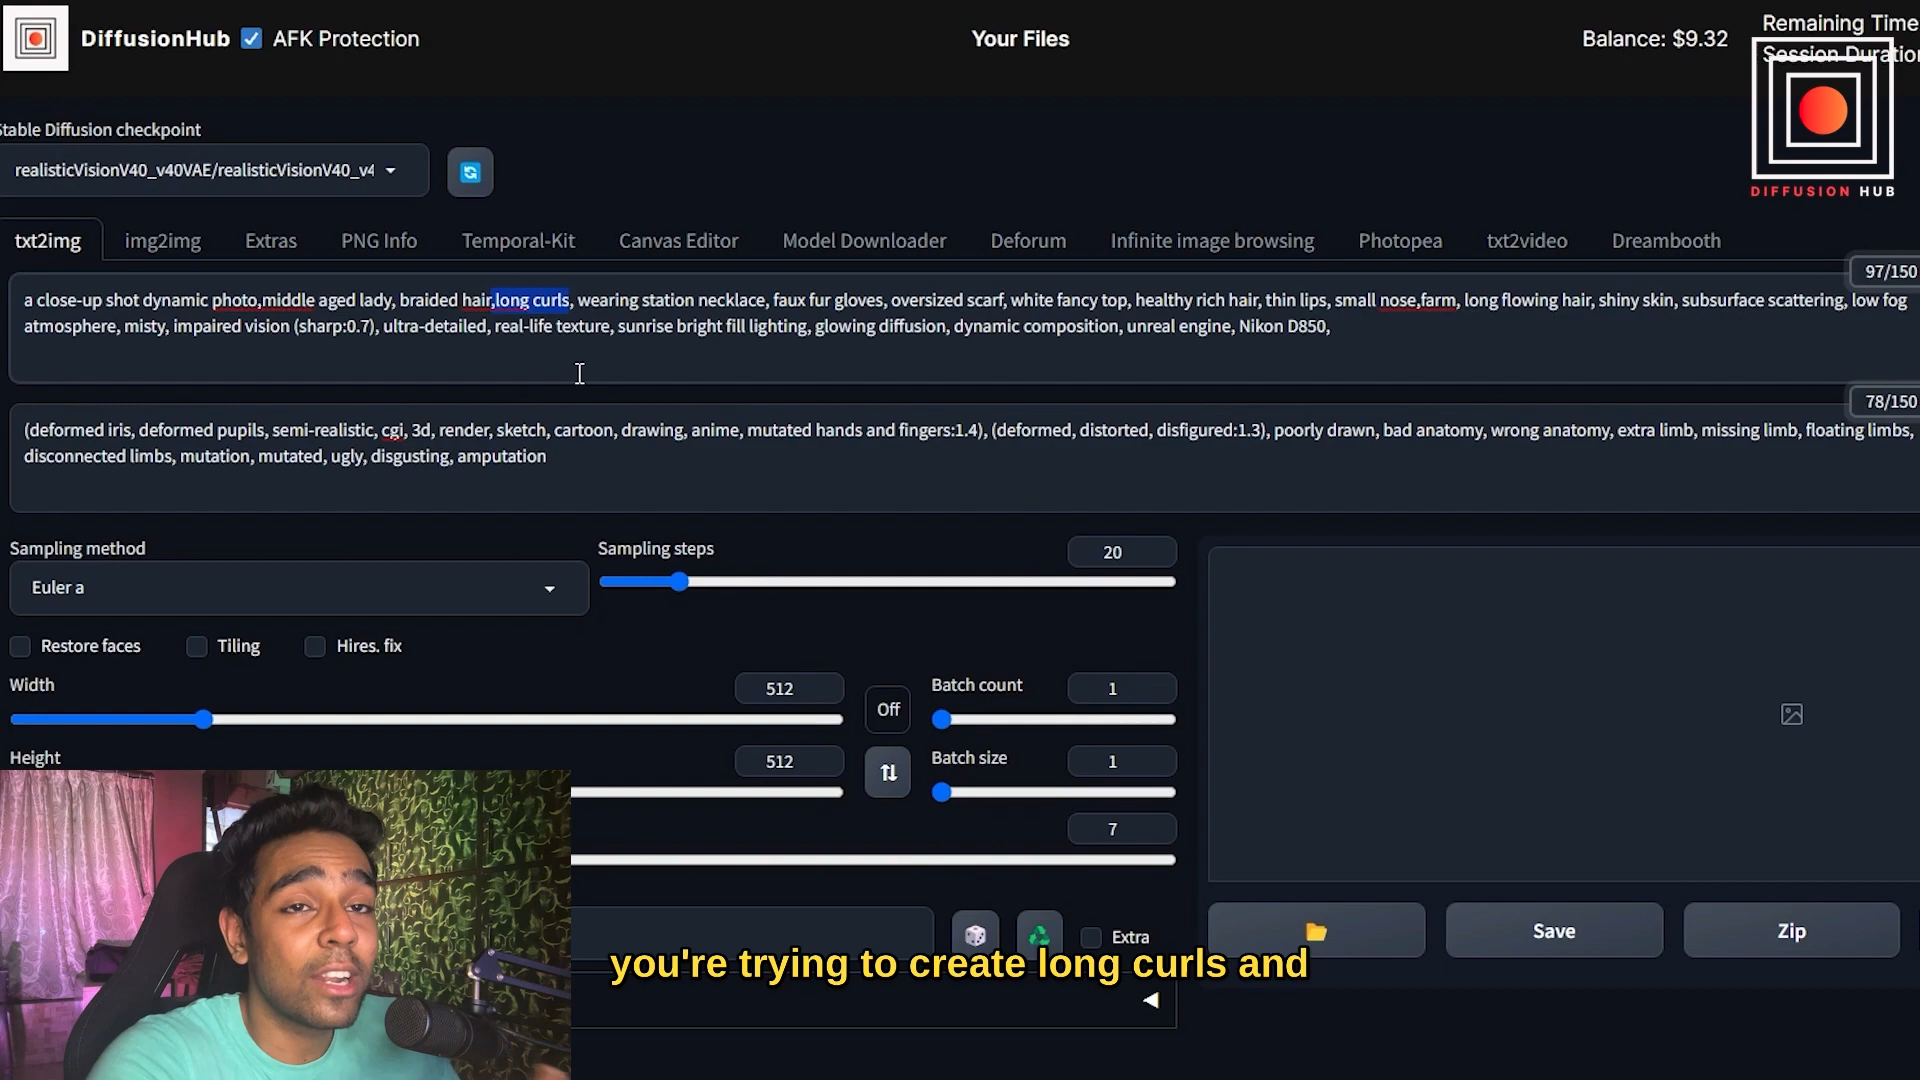 DiffusionHub AFK Protection Your Files Balance: $9.32 Remaining Time
Session Duration
DIFFUSION HUB
Stable Diffusion checkpoint
realisticVisionV40_v40VAE/realisticVisionV40_v4
txt2img img2img Extras PNG Info Temporal-Kit Canvas Editor Model Downloader Deforum Infinite image browsing Photopea txt2video Dreambooth
97/150
a close-up shot dynamic photo,middle aged lady, braided hair,long curls, wearing station necklace, faux fur gloves, oversized scarf, white fancy top, healthy rich hair, thin lips, small nose,farm, long flowing hair, shiny skin, subsurface scattering, low fog
atmosphere, misty, impaired vision (sharp:0.7), ultra-detailed, real-life texture, sunrise bright fill lighting, glowing diffusion, dynamic composition, unreal engine, Nikon D850,
78/150
(deformed iris, deformed pupils, semi-realistic, cgi, 3d, render, sketch, cartoon, drawing, anime, mutated hands and fingers:1.4), (deformed, distorted, disfigured:1.3), poorly drawn, bad anatomy, wrong anatomy, extra limb, missing limb, floating limbs,
disconnected limbs, mutation, mutated, ugly, disgusting, amputation
Sampling method Sampling steps 20
Euler a
Restore faces Tiling Hires. fix
Width 512 Off Batch count 1
Height 512 Batch size 1
7
Extra Save Zip
you're trying to create long curls and